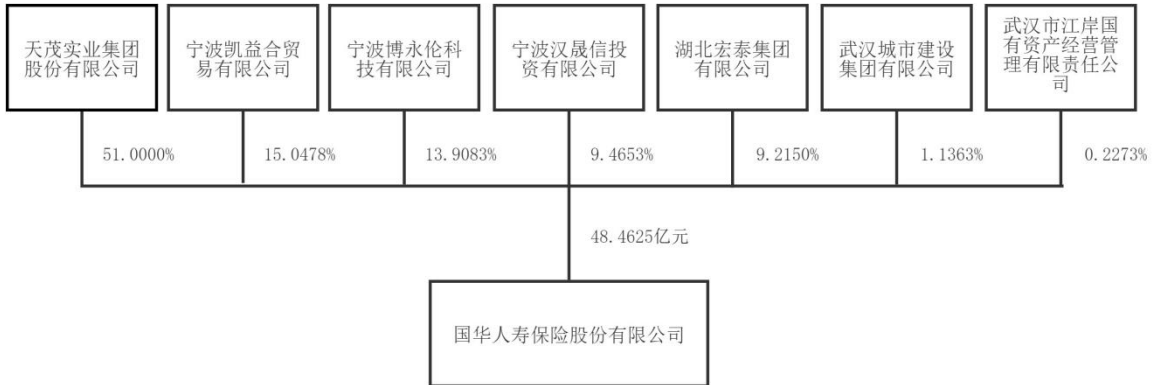 天茂实业集团
股份有限公司
宁波凯益合贸
易有限公司
宁波博永伦科
技有限公司
宁波汉晟信投
资有限公司
湖北宏泰集团
有限公司
武汉城市建设
集团有限公司
武汉市江岸国
有资产经营管
理有限责任公
司
51.0000%
15.0478%
13.9083%
9.4653%
9.2150%
1.1363%
0.2273%
48.4625亿元
国华人寿保险股份有限公司